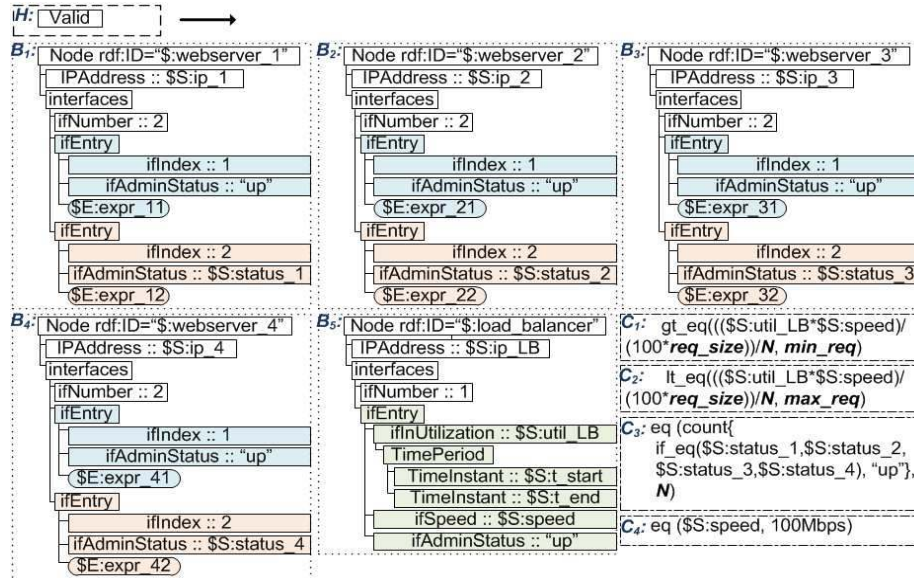 H: Valid
B1: Node rdf:ID="$:webserver_1"
IPAddress :: $S:ip_1
interfaces
ifNumber :: 2
ifEntry
ifIndex :: 1
ifAdminStatus :: “up”
$E:expr_11
ifEntry
ifIndex :: 2
ifAdminStatus :: $S:status_1
$E:expr_12
B2: Node rdf:ID=“$:webserver_2”
IPAddress :: $S:ip_2
interfaces
ifNumber :: 2
ifEntry
ifIndex :: 1
ifAdminStatus :: “up”
$E:expr_21
ifEntry
ifIndex :: 2
ifAdminStatus :: $S:status_2
$E:expr_22
B3: Node rdf:ID=“$:webserver_3”
IPAddress :: $S:ip_3
interfaces
ifNumber :: 2
ifEntry
ifIndex :: 1
ifAdminStatus :: “up”
$E:expr_31
ifEntry
ifIndex :: 2
ifAdminStatus :: $S:status_3
$E:expr_32
B4: Node rdf:ID=“$:webserver_4”
IPAddress :: $S:ip_4
interfaces
ifNumber :: 2
ifEntry
ifIndex :: 1
ifAdminStatus :: “up”
$E:expr_41
ifEntry
ifIndex :: 2
ifAdminStatus :: $S:status_4
$E:expr_42
B5: Node rdf:ID=“$:load_balancer”
IPAddress :: $S:ip_LB
interfaces
ifNumber :: 1
ifEntry
ifInUtilization :: $S:util_LB
TimePeriod
TimeInstant :: $S:t_start
TimeInstant :: $S:t_end
ifSpeed :: $S:speed
ifAdminStatus :: “up”
C1: gt_eq((($S:util_LB*$S:speed)/
(100*req_size))/N, min_req)
C2: lt_eq((($S:util_LB*$S:speed)/
(100*req_size))/N, max_req)
C3: eq (count{
if_eq($S:status_1,$S:status_2,
$S:status_3,$S:status_4), “up”},
N)
C4: eq ($S:speed, 100Mbps)